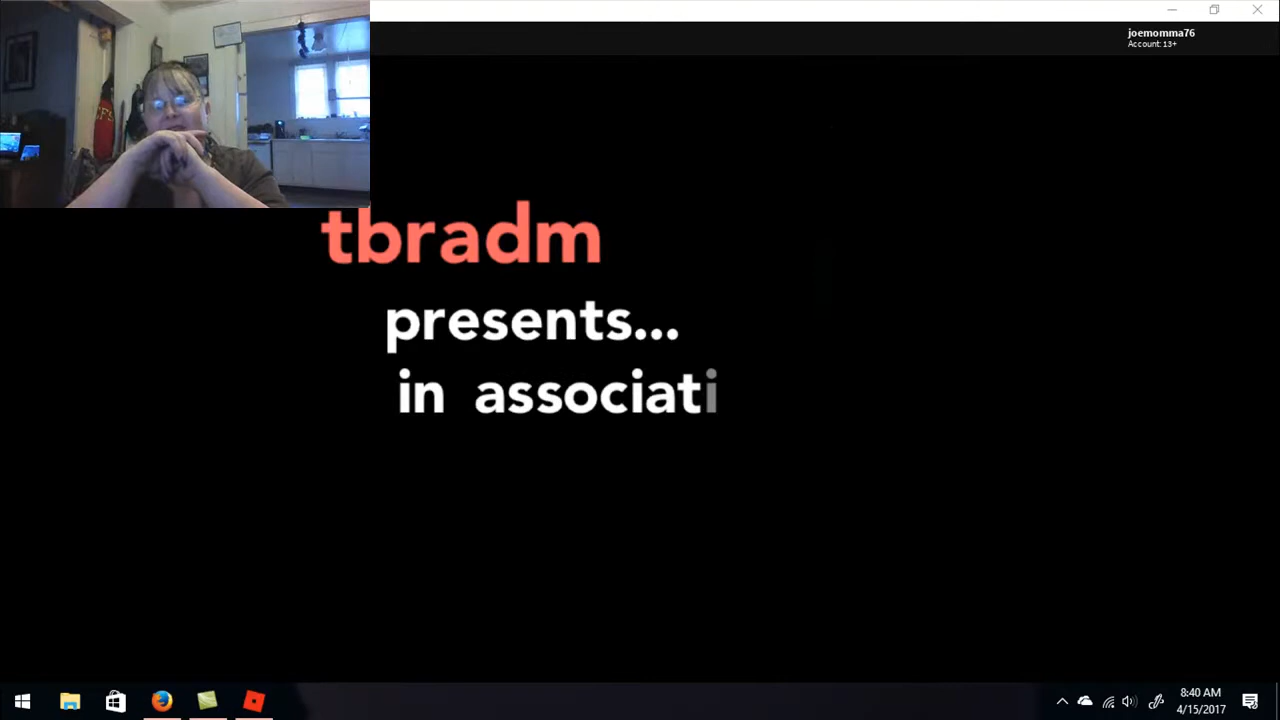 joemomma76
Account: 13+
tbradm
presents...
in associati
8:40 AM
4/15/2017